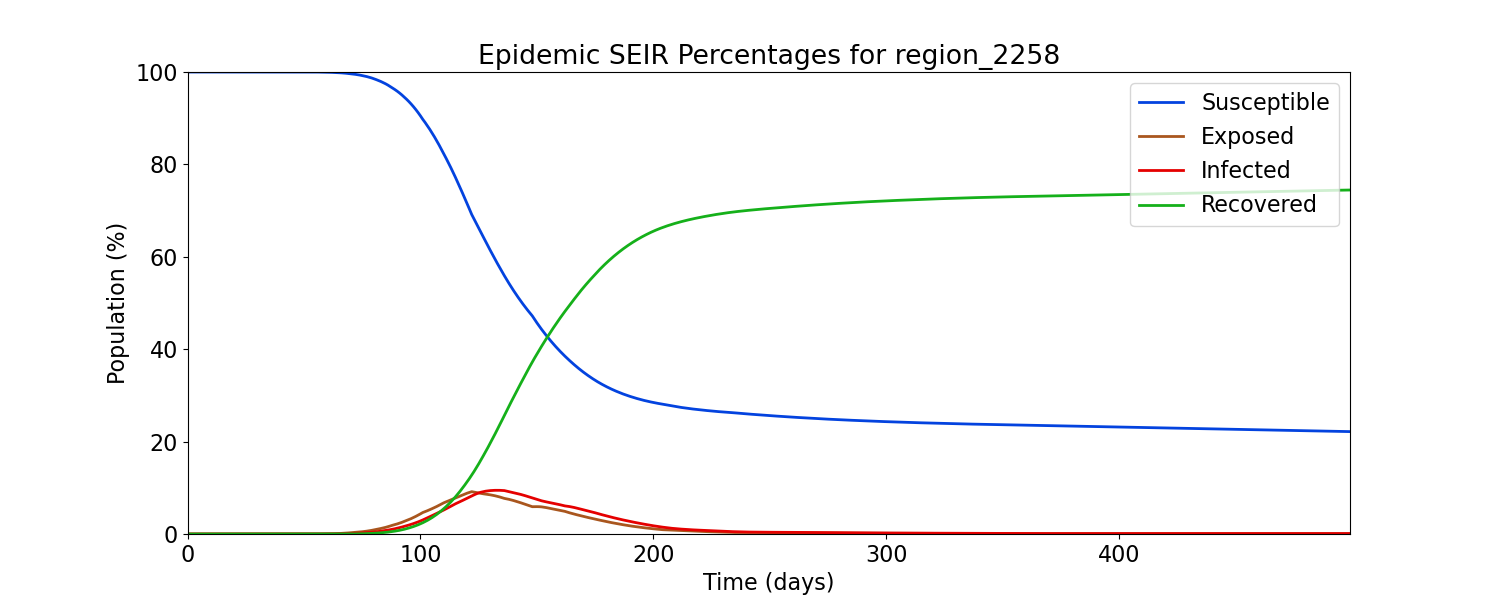 Epidemic SEIR Percentages for region_2258
Population (%)
100
80
60
40
20
0
Susceptible
Exposed
Infected
Recovered
0 100 200 300 400
Time (days)